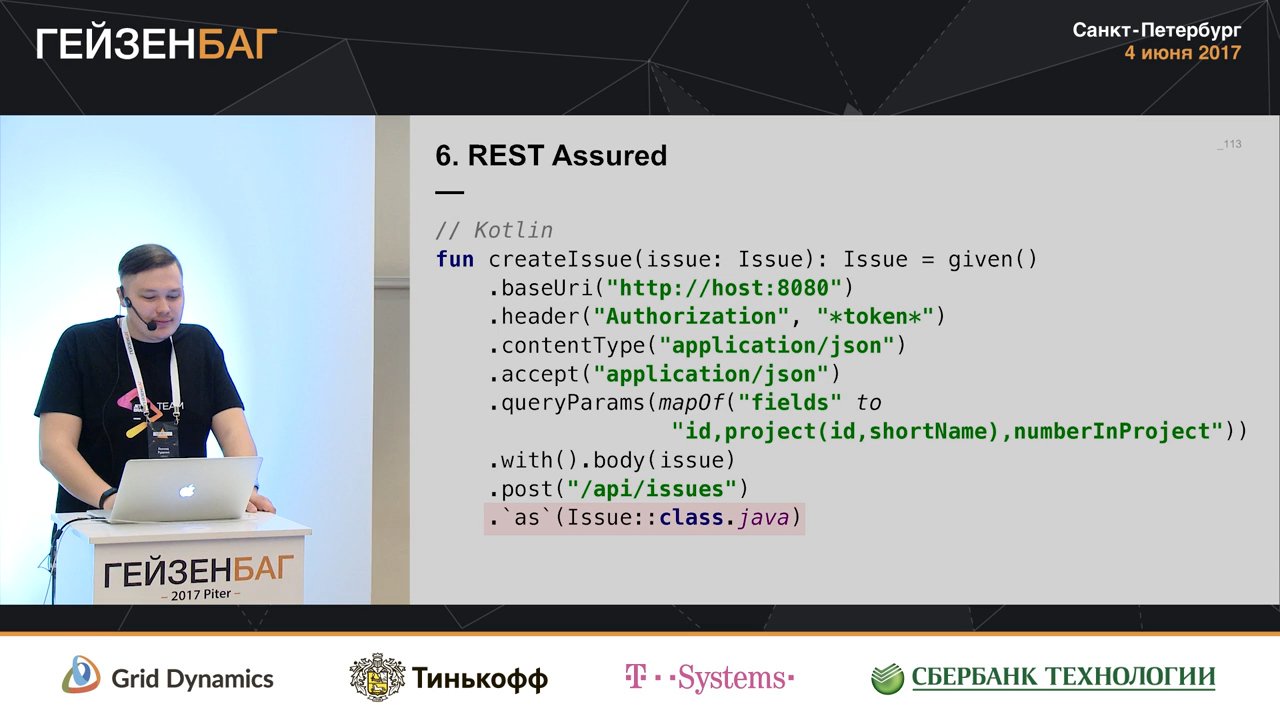 ГЕЙЗЕНБАГ
Санкт-Петербург
4 июня 2017
6. REST Assured
_113
// Kotlin
fun createIssue(issue: Issue): Issue = given()
.baseUri("http://host:8080")
.header("Authorization", "*token*")
.contentType("application/json")
.accept("application/json")
.queryParams(mapOf("fields" to
"id,project(id,shortName),numberInProject"))
.with().body(issue)
.post("/api/issues")
.`as`(Issue::class.java)
TEAM
ГЕЙЗЕНБАГ
– 2017 Piter –
Grid Dynamics
Тинькофф
T··Systems·
СБЕРБАНК ТЕХНОЛОГИИ